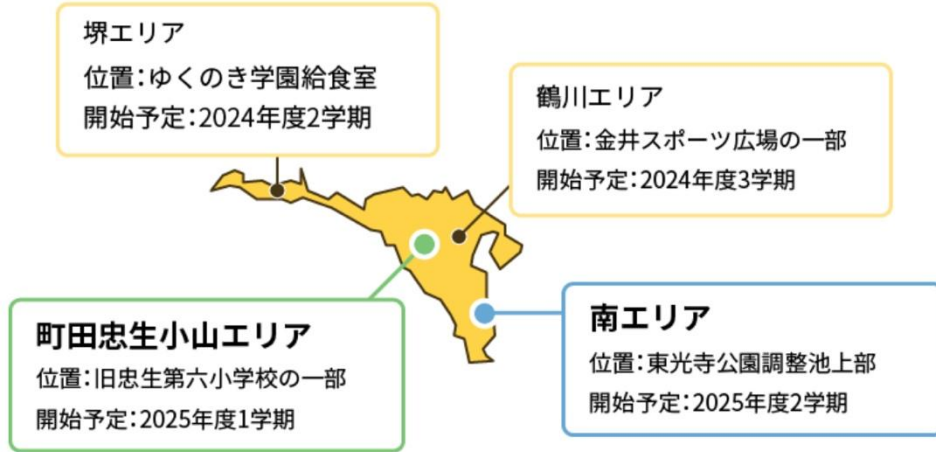 堺エリア
位置：ゆくのき学園給食室
開始予定：2024年度2学期
鶴川エリア
位置：金井スポーツ広場の一部
開始予定：2024年度3学期
町田忠生小山エリア
位置：旧忠生第六小学校の一部
開始予定：2025年度1学期
南エリア
位置：東光寺公園調整池上部
開始予定：2025年度2学期